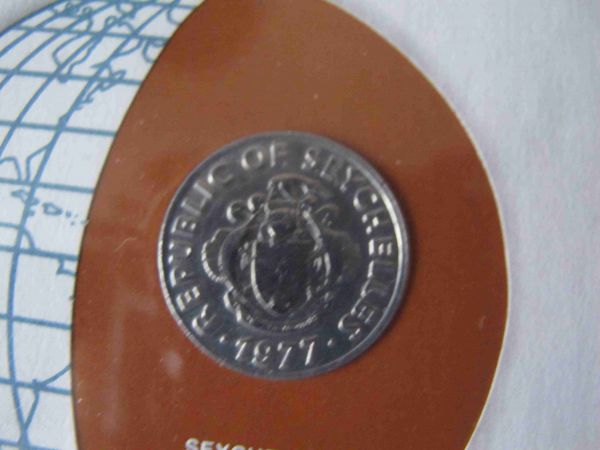 REPUBLIC OF SEYCHELLES
1977